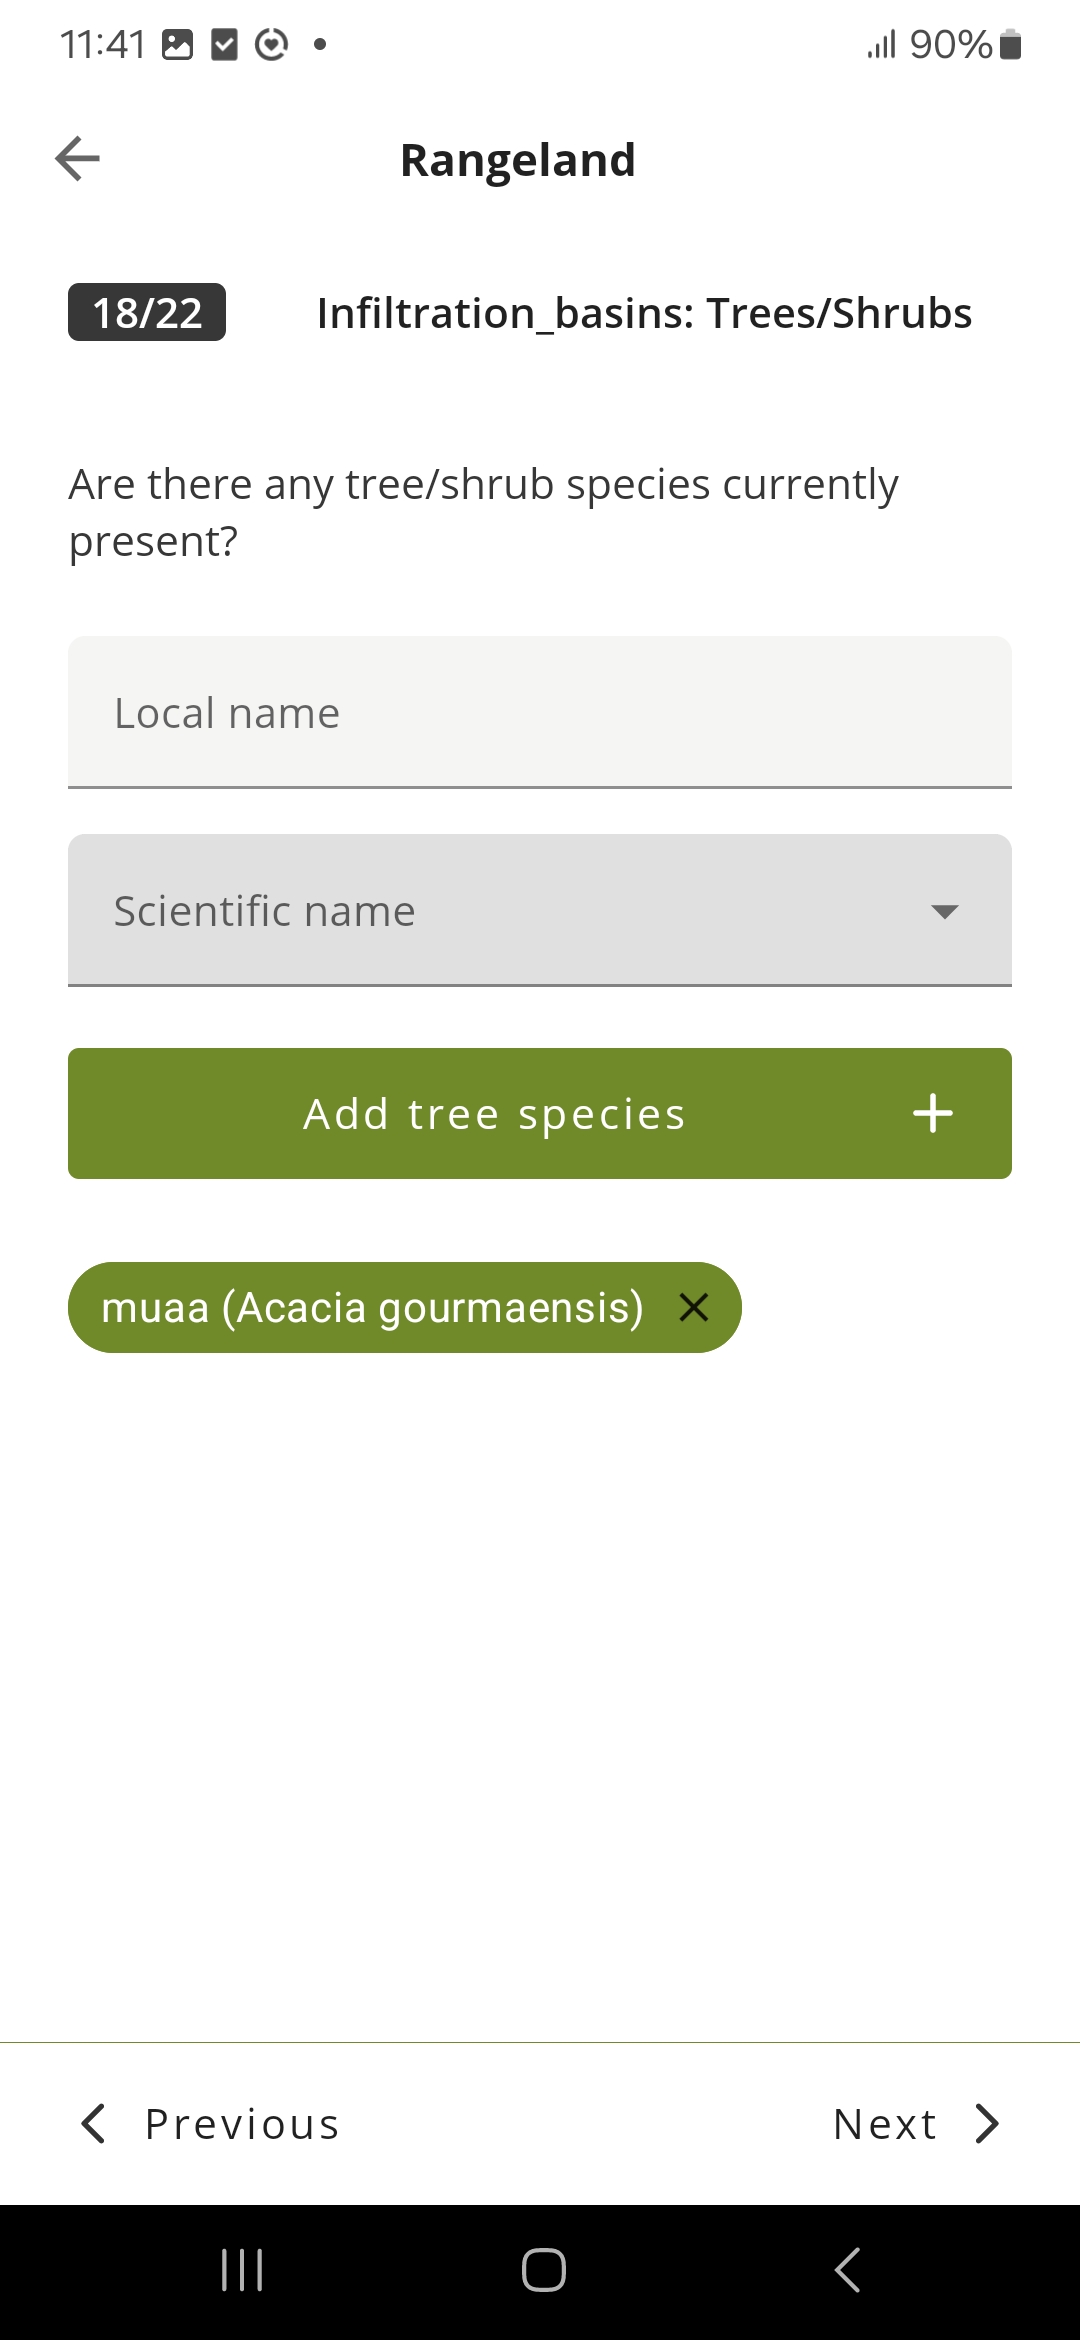 11:41
90%
Rangeland
18/22
Infiltration_basins: Trees/Shrubs
Are there any tree/shrub species currently
present?
Local name
Scientific name
Add tree species
muaa (Acacia gourmaensis)
Previous
Next